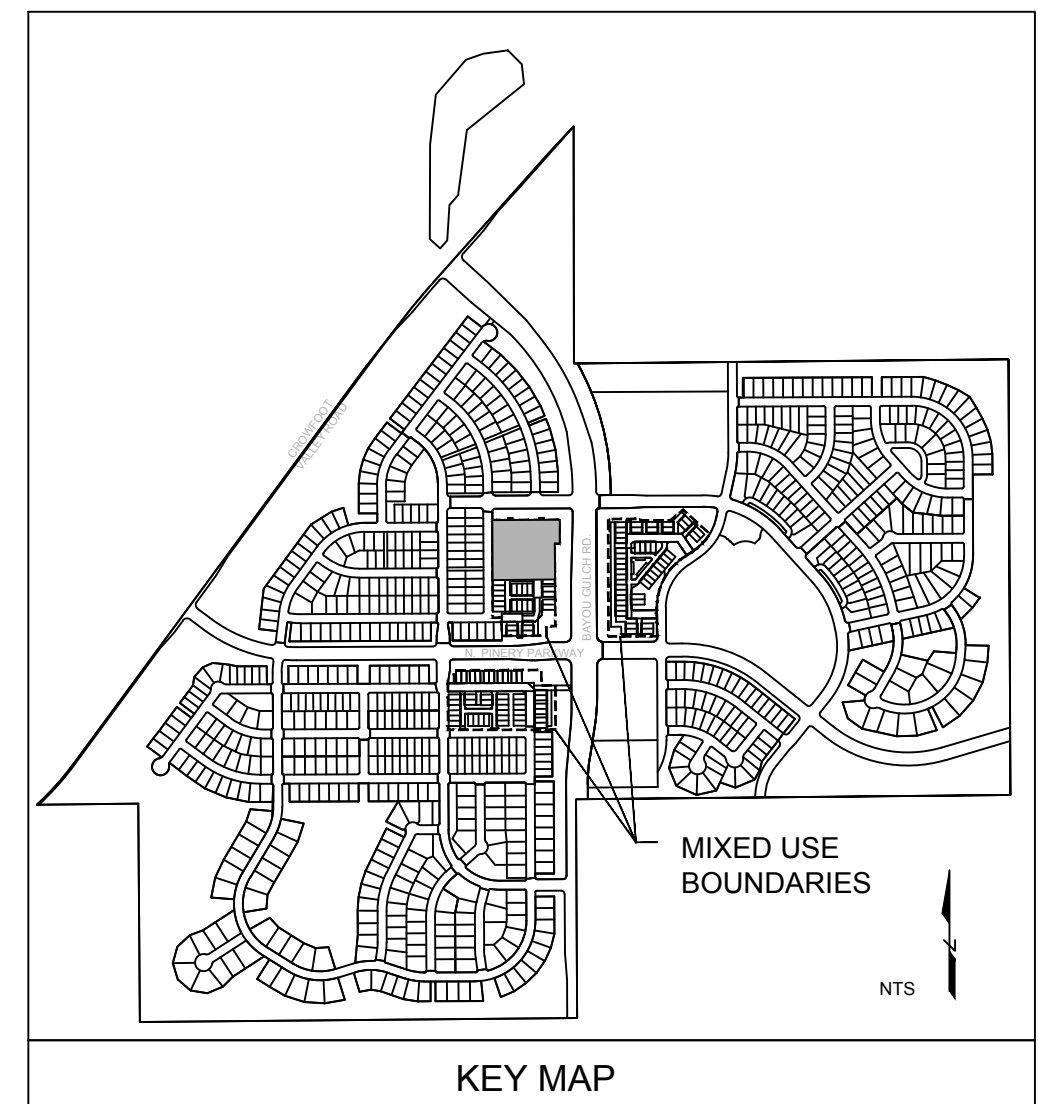 CROWFOOT
VALLEY ROAD
BAYOU GULCH RD.
N. PINERY PARKWAY
MIXED USE
BOUNDARIES
NTS
Z
KEY MAP